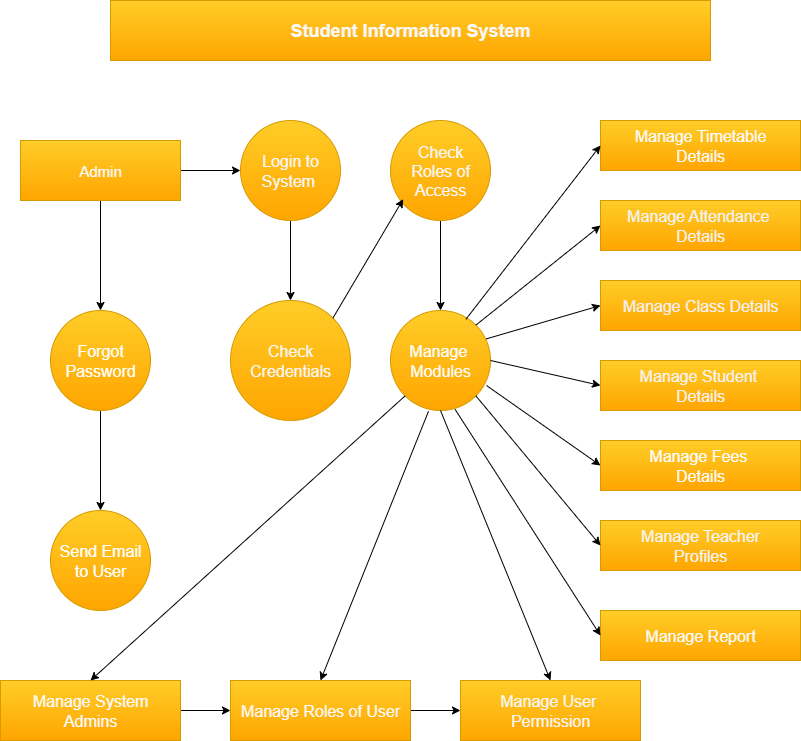 Student Information System
Admin
Login to
System
Check
Roles of
Access
Manage Timetable
Details
Manage Attendance
Details
Manage Class Details
Forgot
Password
Check
Credentials
Manage
Modules
Manage Student
Details
Manage Fees
Details
Send Email
to User
Manage Teacher
Profiles
Manage Report
Manage System
Admins
Manage Roles of User
Manage User
Permission